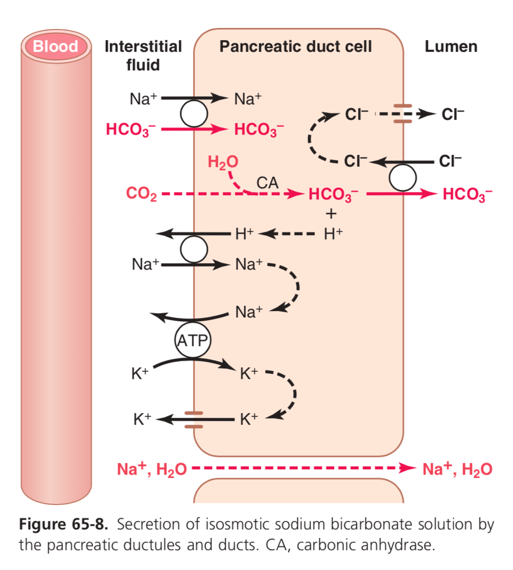 Blood
Interstitial fluid
Pancreatic duct cell
Lumen
Na⁺ Na⁺
HCO₃⁻ HCO₃⁻
Cl⁻ Cl⁻
Cl⁻ Cl⁻
H₂O
CA
CO₂ HCO₃⁻ HCO₃⁻
+
H⁺ H⁺
Na⁺ Na⁺
Na⁺
ATP
K⁺ K⁺
K⁺ K⁺
Na⁺, H₂O Na⁺, H₂O
Figure 65-8. Secretion of isosmotic sodium bicarbonate solution by
the pancreatic ductules and ducts. CA, carbonic anhydrase.